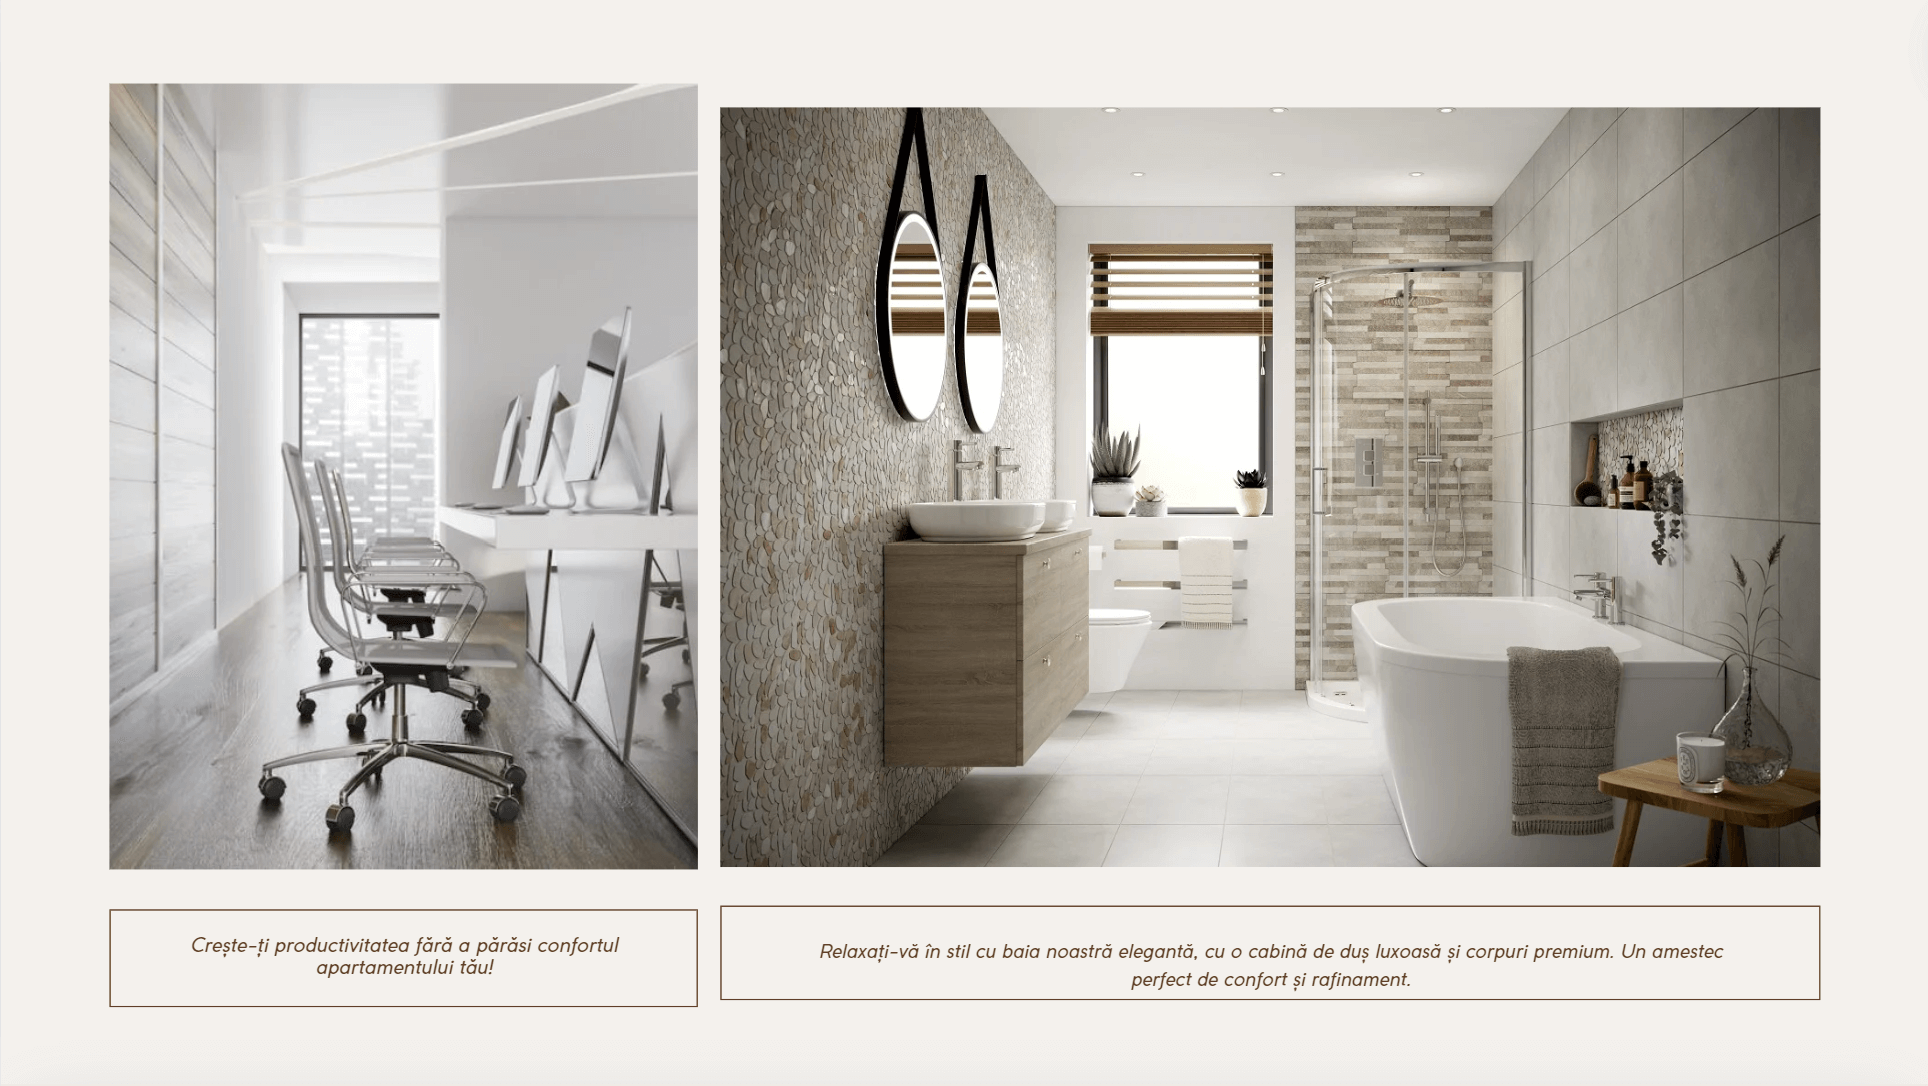 Crește-ți productivitatea fără a părăsi confortul
apartamentului tău!
Relaxați-vă în stil cu baia noastră elegantă, cu o cabină de duș luxoasă și corpuri premium. Un amestec
perfect de confort și rafinament.